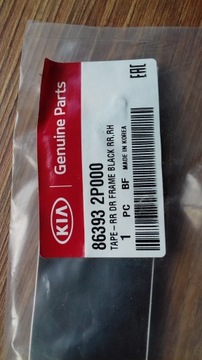 KIA
Genuine Parts
86393 2P000
TAPE-RR DR FRAME BLACK RR.RH
1 PC BF MADE IN KOREA
EAC